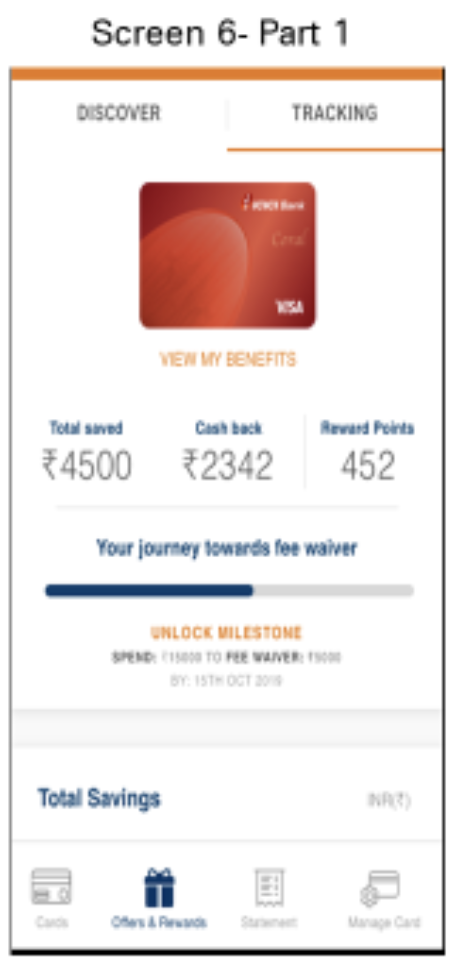 Screen 6- Part 1
DISCOVER TRACKING
ICICI Bank
Coral
VISA
VIEW MY BENEFITS
Total saved Cash back Reward Points
₹4500 ₹2342 452
Your journey towards fee waiver
UNLOCK MILESTONE
SPEND: ₹15000 TO FEE WAIVER: ₹5000
BY: 15TH OCT 2019
Total Savings INR(₹)
Cards Offers & Rewards Statement Manage Card